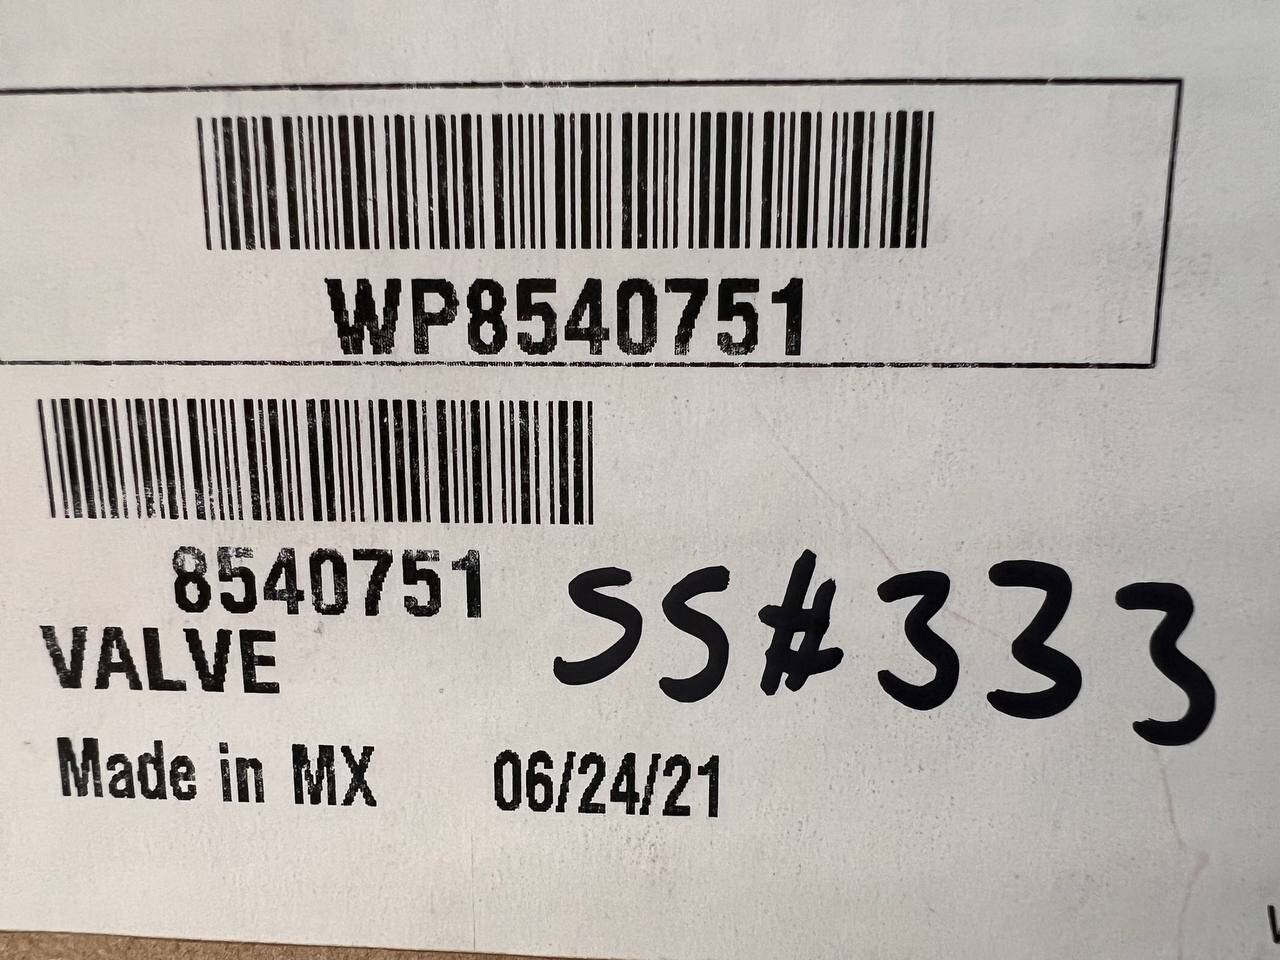 WP8540751
8540751
SS#333
VALVE
Made in MX 06/24/21